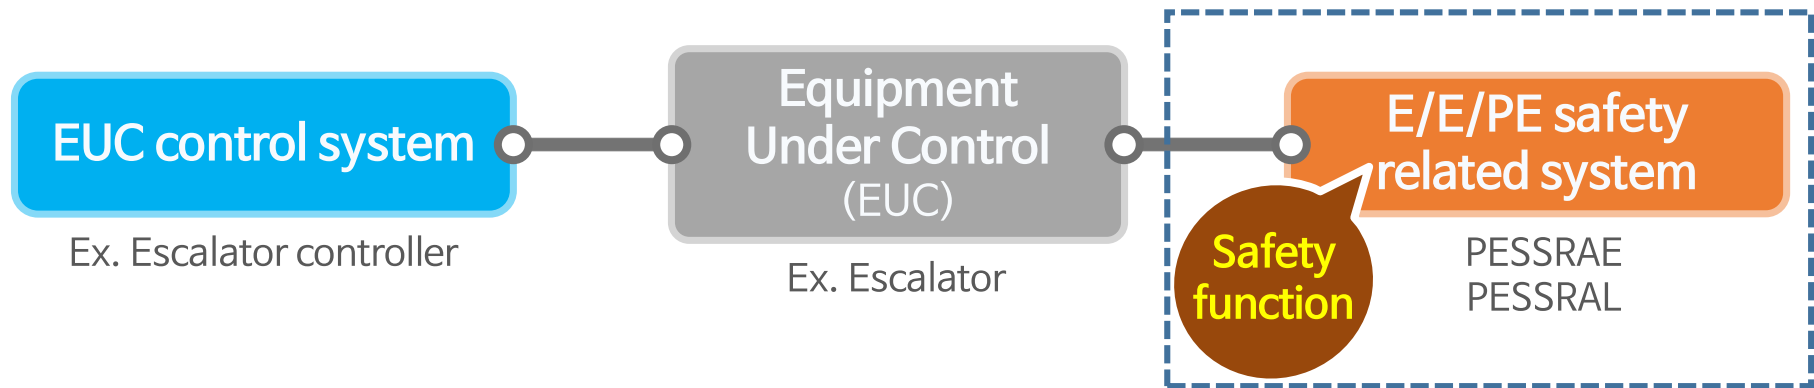 EUC control system
Ex. Escalator controller
Equipment
Under Control
(EUC)
Ex. Escalator
E/E/PE safety
related system
Safety
function
PESSRAE
PESSRAL